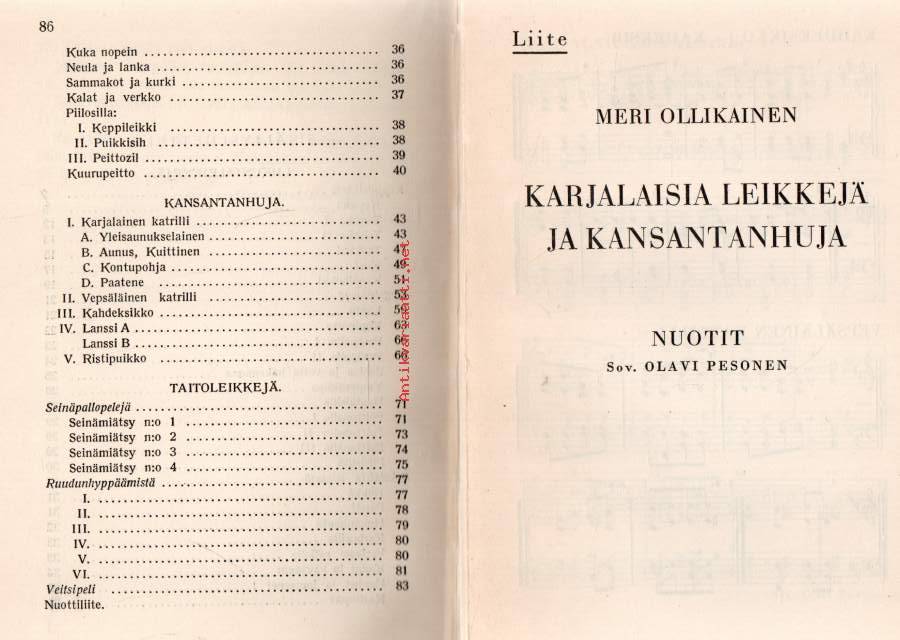 86
Kuka nopein 36
Neula ja lanka 36
Sammakot ja kurki 36
Kalat ja verkko 37
Piilosilla:
I. Keppileikki 38
II. Puikkisih 38
III. Peittozil 39
Kuurupeitto 40
KANSANTANHUJA.
I. Karjalainen katrilli 43
A. Yleisaunukselainen 43
B. Aunus, Kuittinen 47
C. Kontupohja 49
D. Paatene 51
II. Vepsäläinen katrilli 53
III. Kahdeksikko 59
IV. Lanssi A 63
Lanssi B 66
V. Ristipuikko 66
TAITOLEIKKEJÄ.
Seinäpallopelejä 71
Seinämiätsy n:o 1 71
Seinämiätsy n:o 2 73
Seinämiätsy n:o 3 74
Seinämiätsy n:o 4 75
Ruudunhyppäämistä 77
I. 77
II. 78
III. 79
IV. 80
V. 80
VI. 81
Veitsipeli 83
Nuottiliite.
Antikvariaatti.net
Liite
MERI OLLIKAINEN
KARJALAISIA LEIKKEJÄ
JA KANSANTANHUJA
NUOTIT
Sov. OLAVI PESONEN